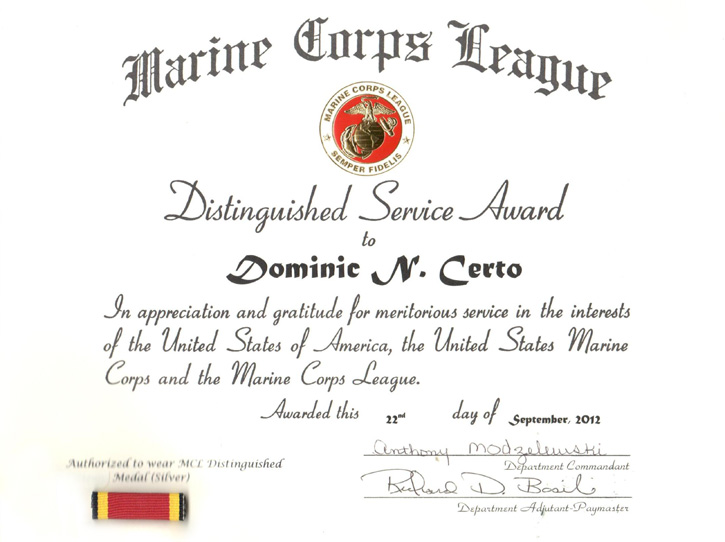 Marine Corps League
MARINE CORPS LEAGUE
SEMPER FIDELIS
Distinguished Service Award
to
Dominic N. Certo
In appreciation and gratitude for meritorious service in the interests
of the United States of America, the United States Marine
Corps and the Marine Corps League.
Awarded this 22nd day of September, 2012
Anthony Modzelewski
Department Commandant
Authorized to wear MCL Distinguished
Medal (Silver)
Richard D. Basil
Department Adjutant-Paymaster